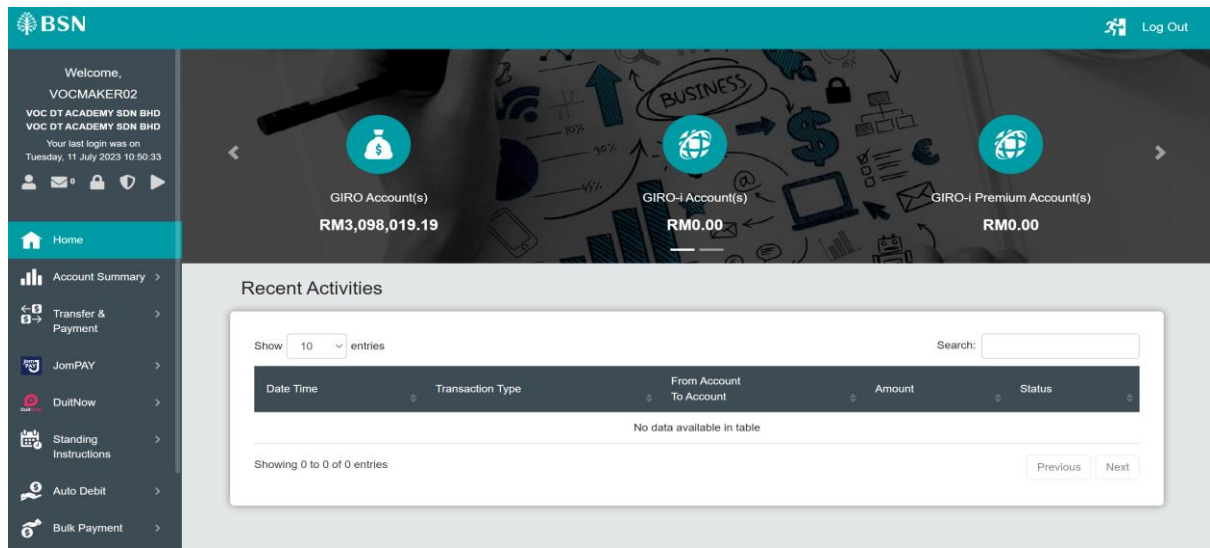 BSN
Log Out
Welcome,
VOCMAKER02
VOC DT ACADEMY SDN BHD
VOC DT ACADEMY SDN BHD
Your last login was on
Tuesday, 11 July 2023 10:50:33
0
Home
Account Summary
Transfer &
Payment
JomPAY
DuitNow
Standing
Instructions
Auto Debit
Bulk Payment
BUSINESS
10%
30%
45%
GIRO Account(s)
RM3,098,019.19
GIRO-i Account(s)
RM0.00
GIRO-i Premium Account(s)
RM0.00
Recent Activities
Show 10 entries
Search:
Date Time Transaction Type From Account To Account Amount Status
No data available in table
Showing 0 to 0 of 0 entries
Previous Next